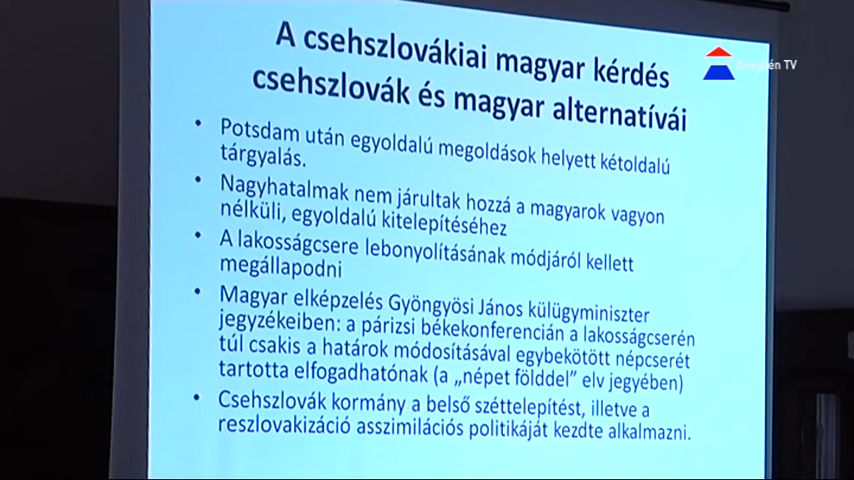 A csehszlovákiai magyar kérdés
csehszlovák és magyar alternatívái
• Potsdam után egyoldalú megoldások helyett kétoldalú
tárgyalás.
• Nagyhatalmak nem járultak hozzá a magyarok vagyon
nélküli, egyoldalú kitelepítéséhez
• A lakosságcsere lebonyolításának módjáról kellett
megállapodni
• Magyar elképzelés Gyöngyösi János külügyminiszter
jegyzékeiben: a párizsi békekonferencián a lakosságcserén
túl csakis a határok módosításával egybekötött népcserét
tartotta elfogadhatónak (a „népet földdel” elv jegyében)
• Csehszlovák kormány a belső széttelepítést, illetve a
reszlovakizáció asszimilációs politikáját kezdte alkalmazni.
TV